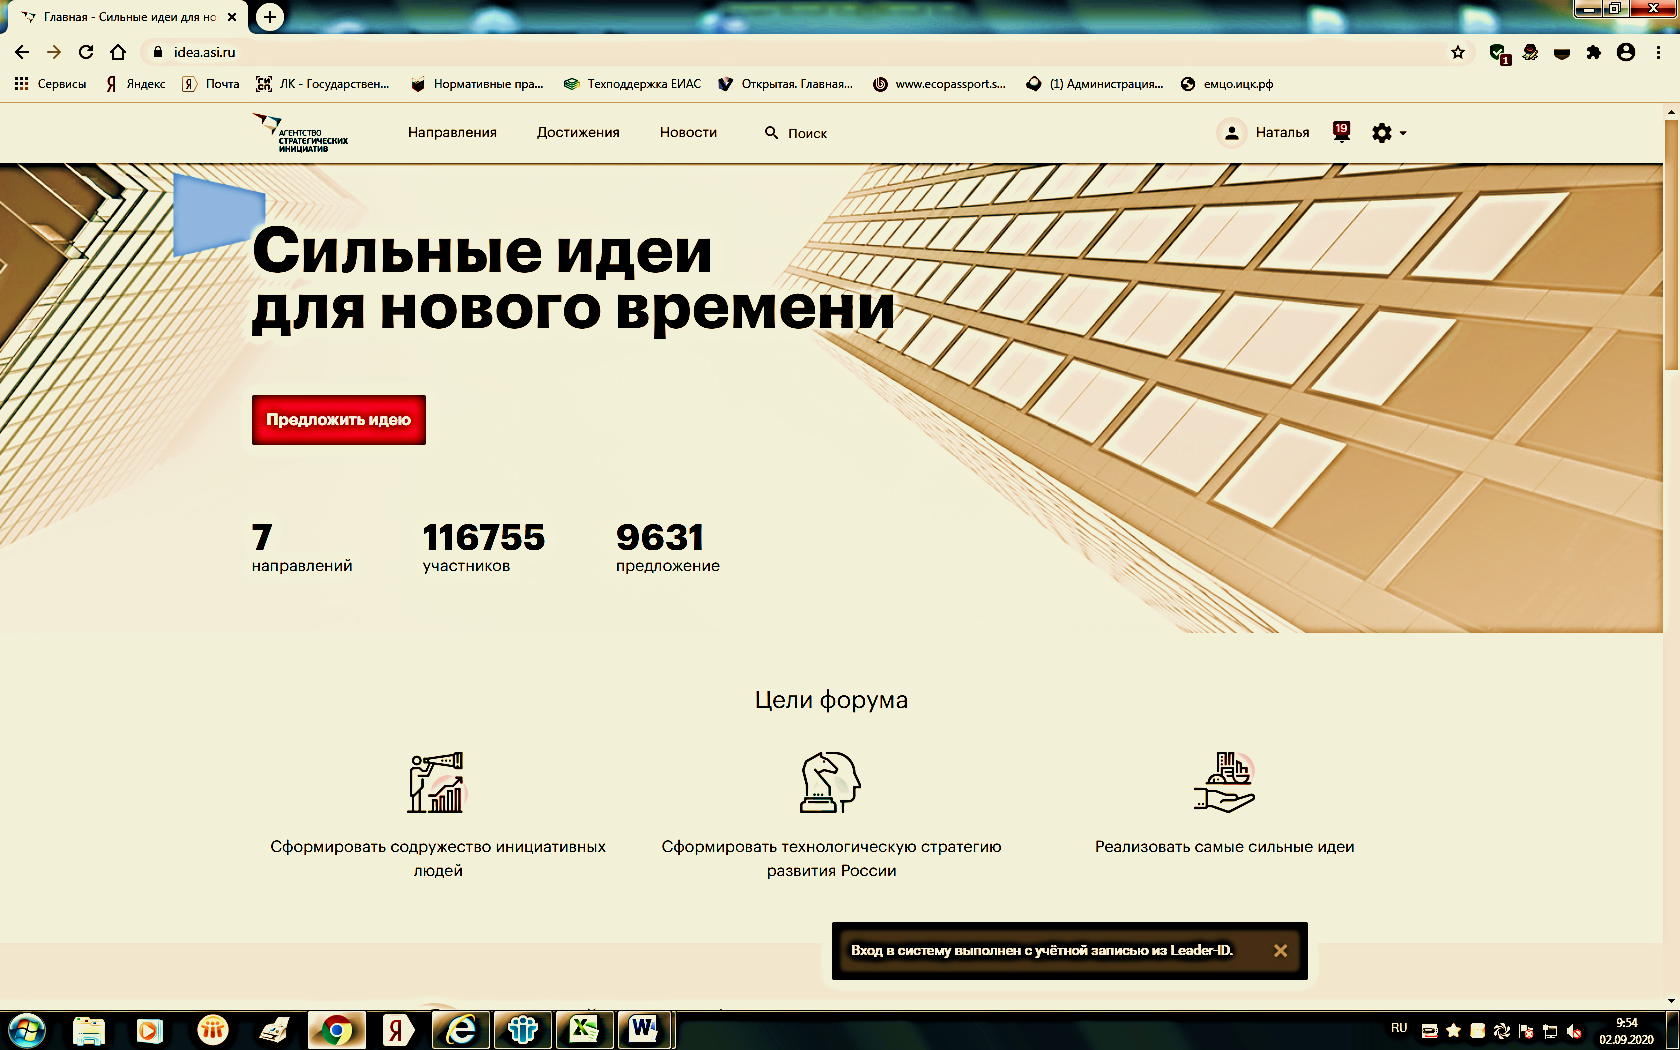 Главная - Сильные идеи для но
idea.asi.ru
1
Сервисы
Яндекс
Почта
ЛК - Государствен...
Нормативные пра...
Техподдержка ЕИАС
Открытая. Главная...
www.ecopassport.s...
(1) Администрация...
емцо.ицк.рф
АГЕНТСТВО
СТРАТЕГИЧЕСКИХ
ИНИЦИАТИВ
Направления
Достижения
Новости
Поиск
Наталья
19
Сильные идеи
для нового времени
Предложить идею
7
направлений
116755
участников
9631
предложение
Цели форума
Сформировать содружество инициативных
людей
Сформировать технологическую стратегию
развития России
Реализовать самые сильные идеи
Вход в систему выполнен с учётной записью из Leader-ID.
RU
9:54
02.09.2020